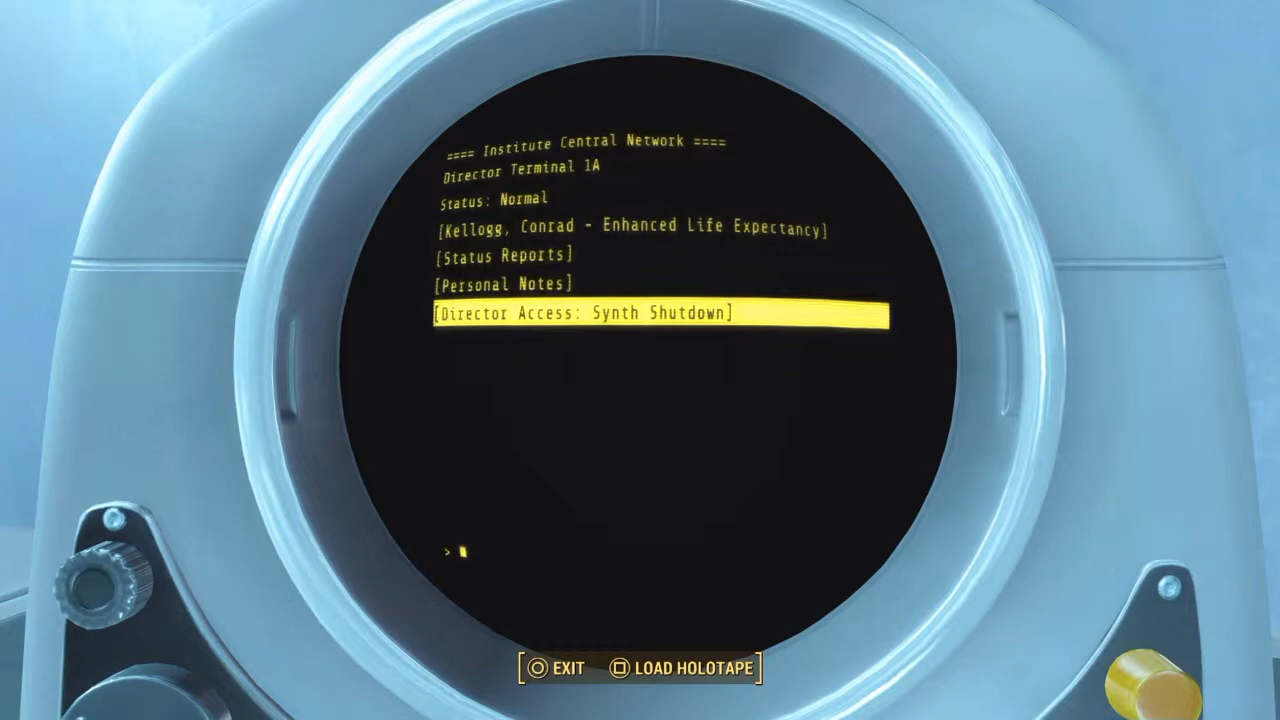 ==== Institute Central Network ====
Director Terminal 1A
Status: Normal
[Kellogg, Conrad - Enhanced Life Expectancy]
[Status Reports]
[Personal Notes]
[Director Access: Synth Shutdown]
>
EXIT LOAD HOLOTAPE